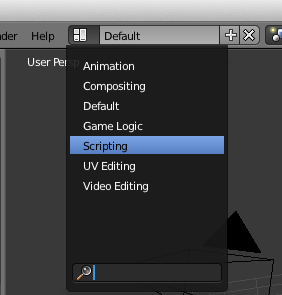 der Help Default
User Persp
Animation
Compositing
Default
Game Logic
Scripting
UV Editing
Video Editing